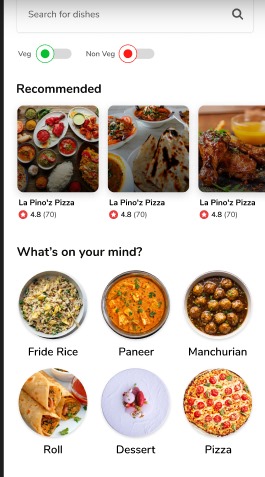 Search for dishes
Veg Non Veg
Recommended
La Pino'z Pizza La Pino'z Pizza La Pino'z Pizza
4.8 (70) 4.8 (70) 4.8 (70)
What's on your mind?
Fride Rice Paneer Manchurian
Roll Dessert Pizza